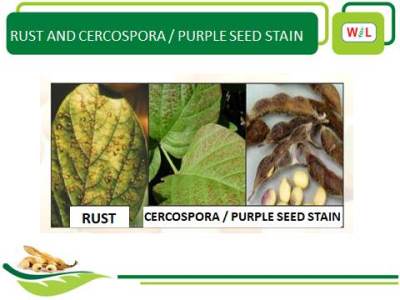 RUST AND CERCOSPORA / PURPLE SEED STAIN
W L
RUST
CERCOSPORA / PURPLE SEED STAIN